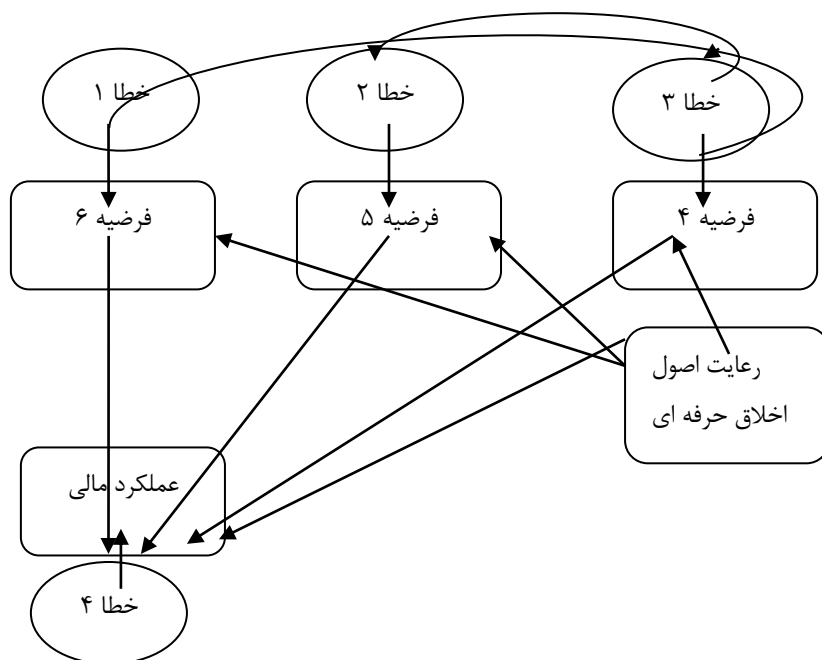 خطا ۳
خطا ۲
خطا ۱
فرضیه ۴
فرضیه ۵
فرضیه ۶
رعایت اصول
اخلاق حرفه ای
عملکرد مالی
خطا ۴